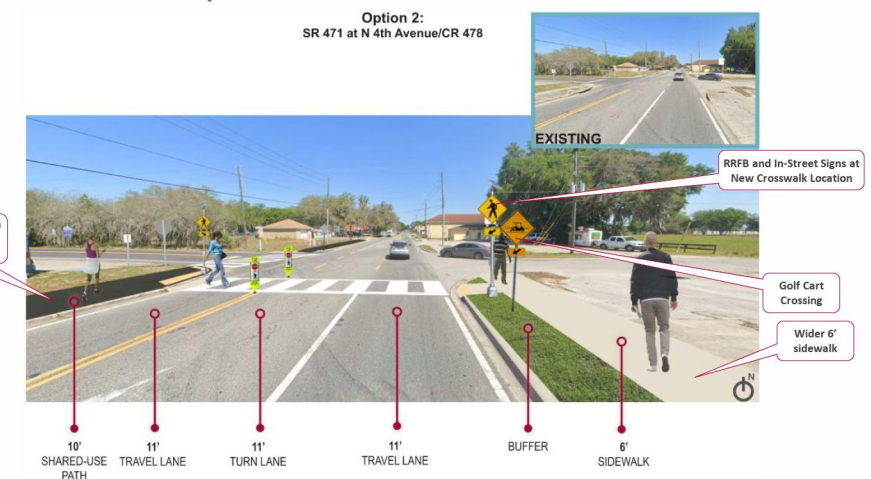 Option 2:
SR 471 at N 4th Avenue/CR 478
EXISTING
RRFB and In-Street Signs at
New Crosswalk Location
Golf Cart
Crossing
Wider 6'
sidewalk
N
10'
SHARED-USE
PATH
11'
TRAVEL LANE
11'
TURN LANE
11'
TRAVEL LANE
BUFFER
6'
SIDEWALK